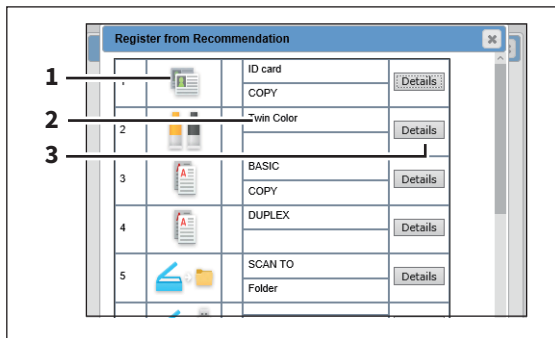 Register from Recommendation
1
ID card
Details
COPY
2
Twin Color
2
Details
3
BASIC
3
Details
COPY
DUPLEX
4
Details
SCAN TO
5
Details
Folder